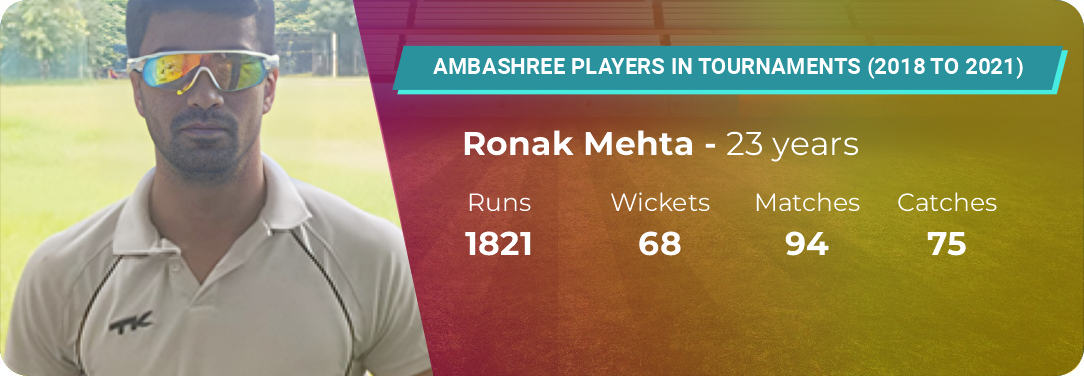 AMBASHREE PLAYERS IN TOURNAMENTS (2018 TO 2021)
Ronak Mehta - 23 years
Runs Wickets Matches Catches
1821 68 94 75
TK